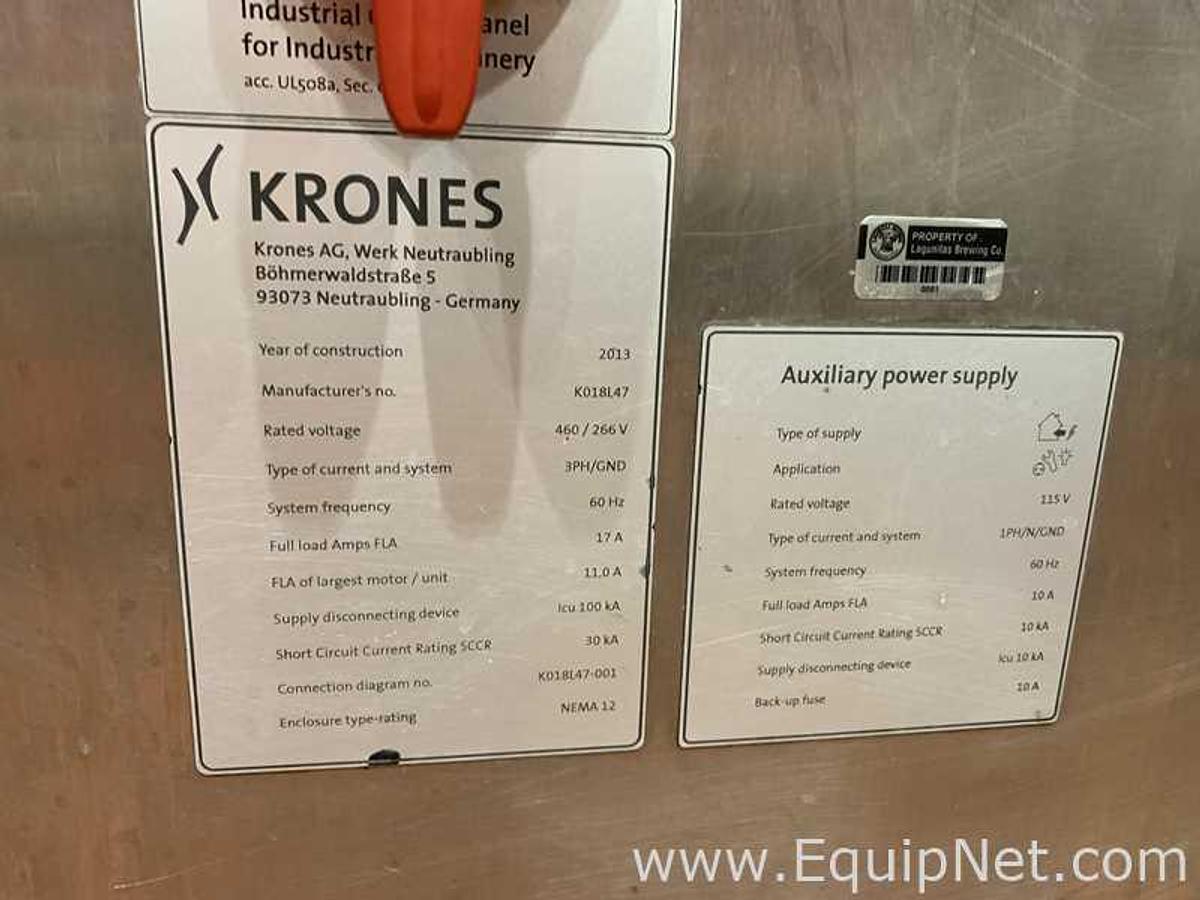 Industrial
anel
for Industr
nery
acc. UL508a, Sec.
KRONES
Krones AG, Werk Neutraubling
Böhmerwaldstraße 5
93073 Neutraubling - Germany
Year of construction 2013
Manufacturer's no. K018L47
Rated voltage 460 / 266 V
Type of current and system 3PH/GND
System frequency 60 Hz
Full load Amps FLA 17 A
FLA of largest motor / unit 11,0 A
Supply disconnecting device Icu 100 kA
Short Circuit Current Rating SCCR 30 kA
Connection diagram no. K018L47-001
Enclosure type-rating NEMA 12
PROPERTY OF
Lagunitas Brewing Co.
Auxiliary power supply
Type of supply
Application
Rated voltage 115 V
Type of current and system 1PH/N/GND
System frequency 60 Hz
Full load Amps FLA 10 A
Short Circuit Current Rating SCCR 10 kA
Supply disconnecting device Icu 10 kA
Back-up fuse 10 A
www.EquipNet.com